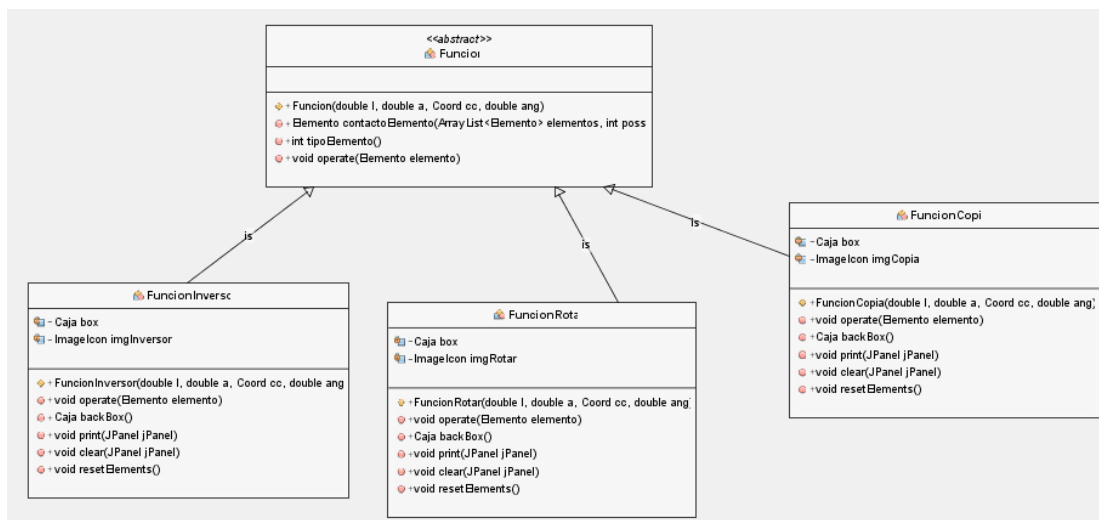 <<abstract>>
Funcion
+ Funcion(double l, double a, Coord cc, double ang)
+ Elemento contactoElemento(ArrayList<Elemento> elementos, int poss
+ int tipoElemento()
+ void operate(Elemento elemento)
is
is
is
FuncionCopi
- Caja box
- ImageIcon imgCopia
+ FuncionCopia(double l, double a, Coord cc, double ang)
+ void operate(Elemento elemento)
+ Caja backBox()
+ void print(JPanel jPanel)
+ void clear(JPanel jPanel)
+ void resetElements()
FuncionInverso
- Caja box
- ImageIcon imgInversor
+ FuncionInversor(double l, double a, Coord cc, double ang
+ void operate(Elemento elemento)
+ Caja backBox()
+ void print(JPanel jPanel)
+ void clear(JPanel jPanel)
+ void resetElements()
FuncionRota
- Caja box
- ImageIcon imgRotar
+ FuncionRotar(double l, double a, Coord cc, double ang)
+ void operate(Elemento elemento)
+ Caja backBox()
+ void print(JPanel jPanel)
+ void clear(JPanel jPanel)
+ void resetElements()